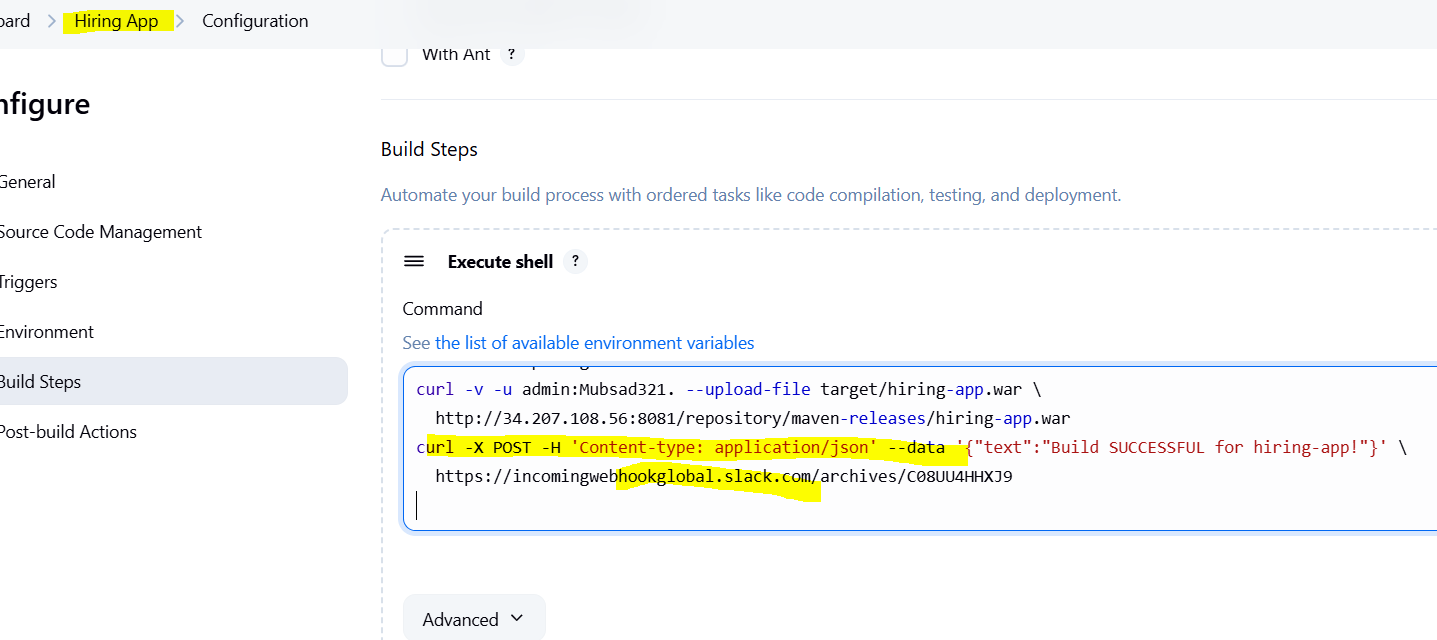 oard > Hiring App > Configuration
With Ant ?
nfigure
Build Steps
General
Automate your build process with ordered tasks like code compilation, testing, and deployment.
Source Code Management
Execute shell ?
Triggers
Command
Environment
See the list of available environment variables
Build Steps
curl -v -u admin:Mubsad321. --upload-file target/hiring-app.war \
http://34.207.108.56:8081/repository/maven-releases/hiring-app.war
Post-build Actions
curl -X POST -H 'Content-type: application/json' --data '{"text":"Build SUCCESSFUL for hiring-app!"}' \
https://incomingwebhookglobal.slack.com/archives/C08UU4HHXJ9
Advanced